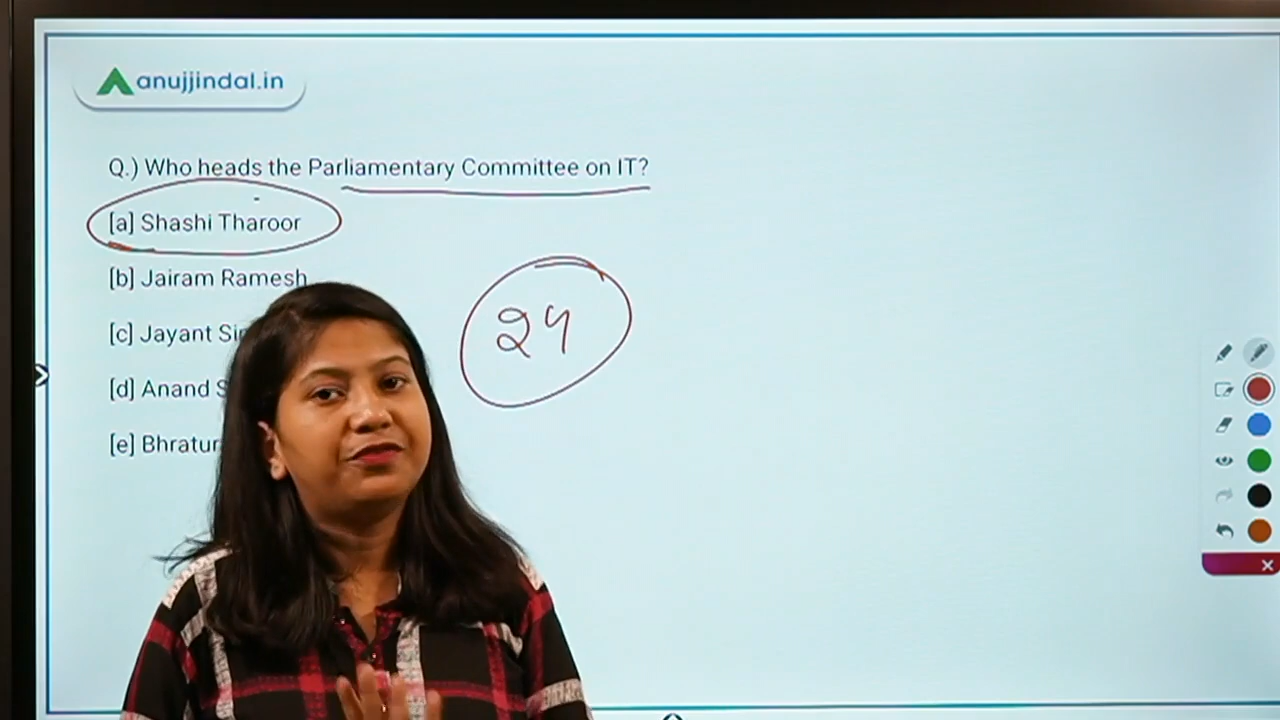 anujjindal.in
Q.) Who heads the Parliamentary Committee on IT?
[a] Shashi Tharoor
[b] Jairam Ramesh
[c] Jayant
[d] Anand
[e]
24